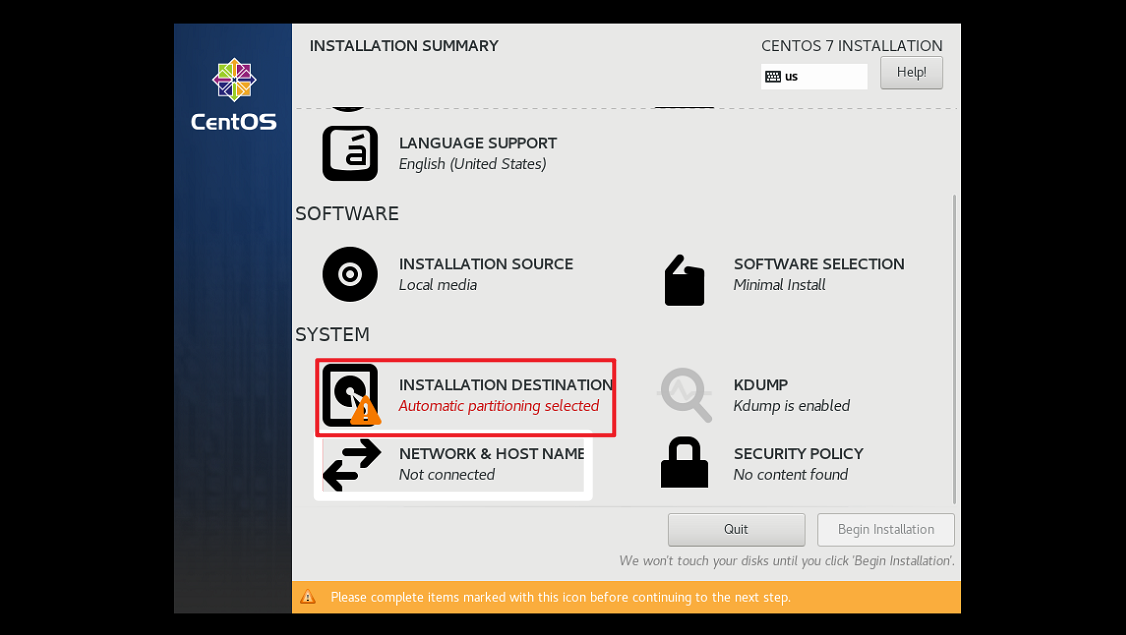 INSTALLATION SUMMARY
CENTOS 7 INSTALLATION
us
Help!
CentOS
LANGUAGE SUPPORT
English (United States)
SOFTWARE
INSTALLATION SOURCE
Local media
SOFTWARE SELECTION
Minimal Install
SYSTEM
INSTALLATION DESTINATION
Automatic partitioning selected
KDUMP
Kdump is enabled
NETWORK & HOST NAME
Not connected
SECURITY POLICY
No content found
Quit
Begin Installation
We won't touch your disks until you click 'Begin Installation'.
Please complete items marked with this icon before continuing to the next step.